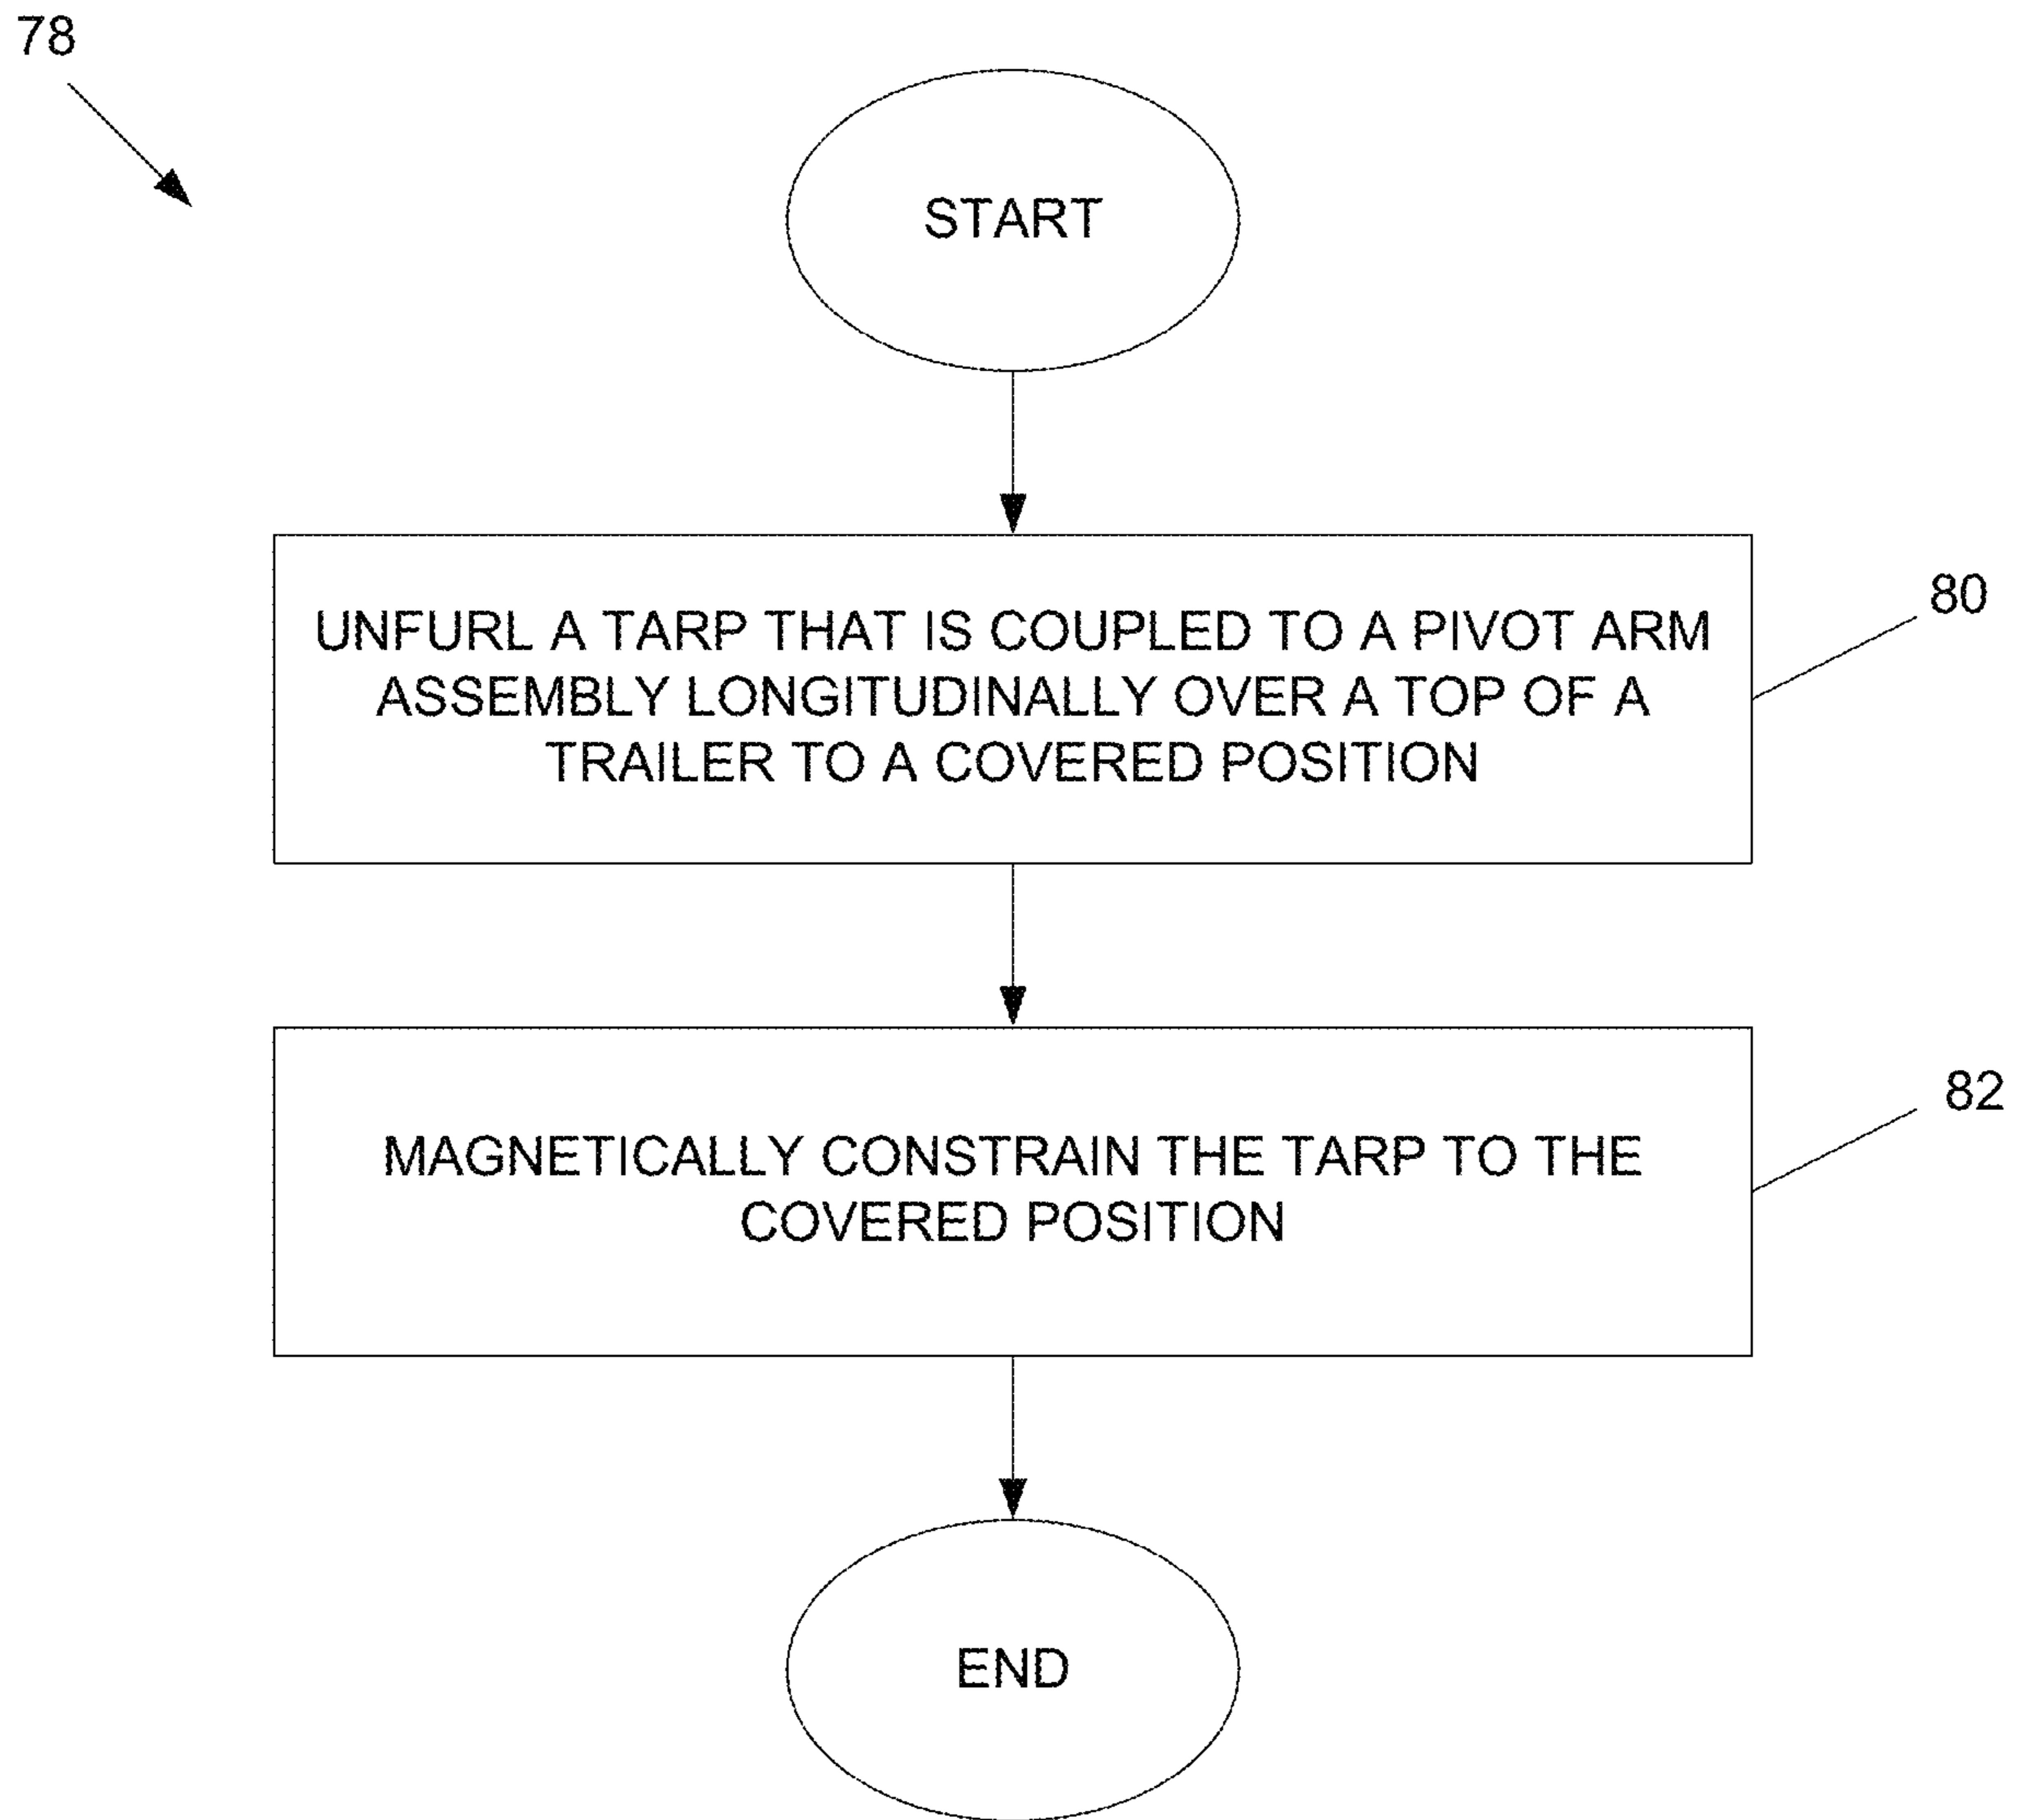 78
START
UNFURL A TARP THAT IS COUPLED TO A PIVOT ARM
ASSEMBLY LONGITUDINALLY OVER A TOP OF A
TRAILER TO A COVERED POSITION
80
MAGNETICALLY CONSTRAIN THE TARP TO THE
COVERED POSITION
82
END